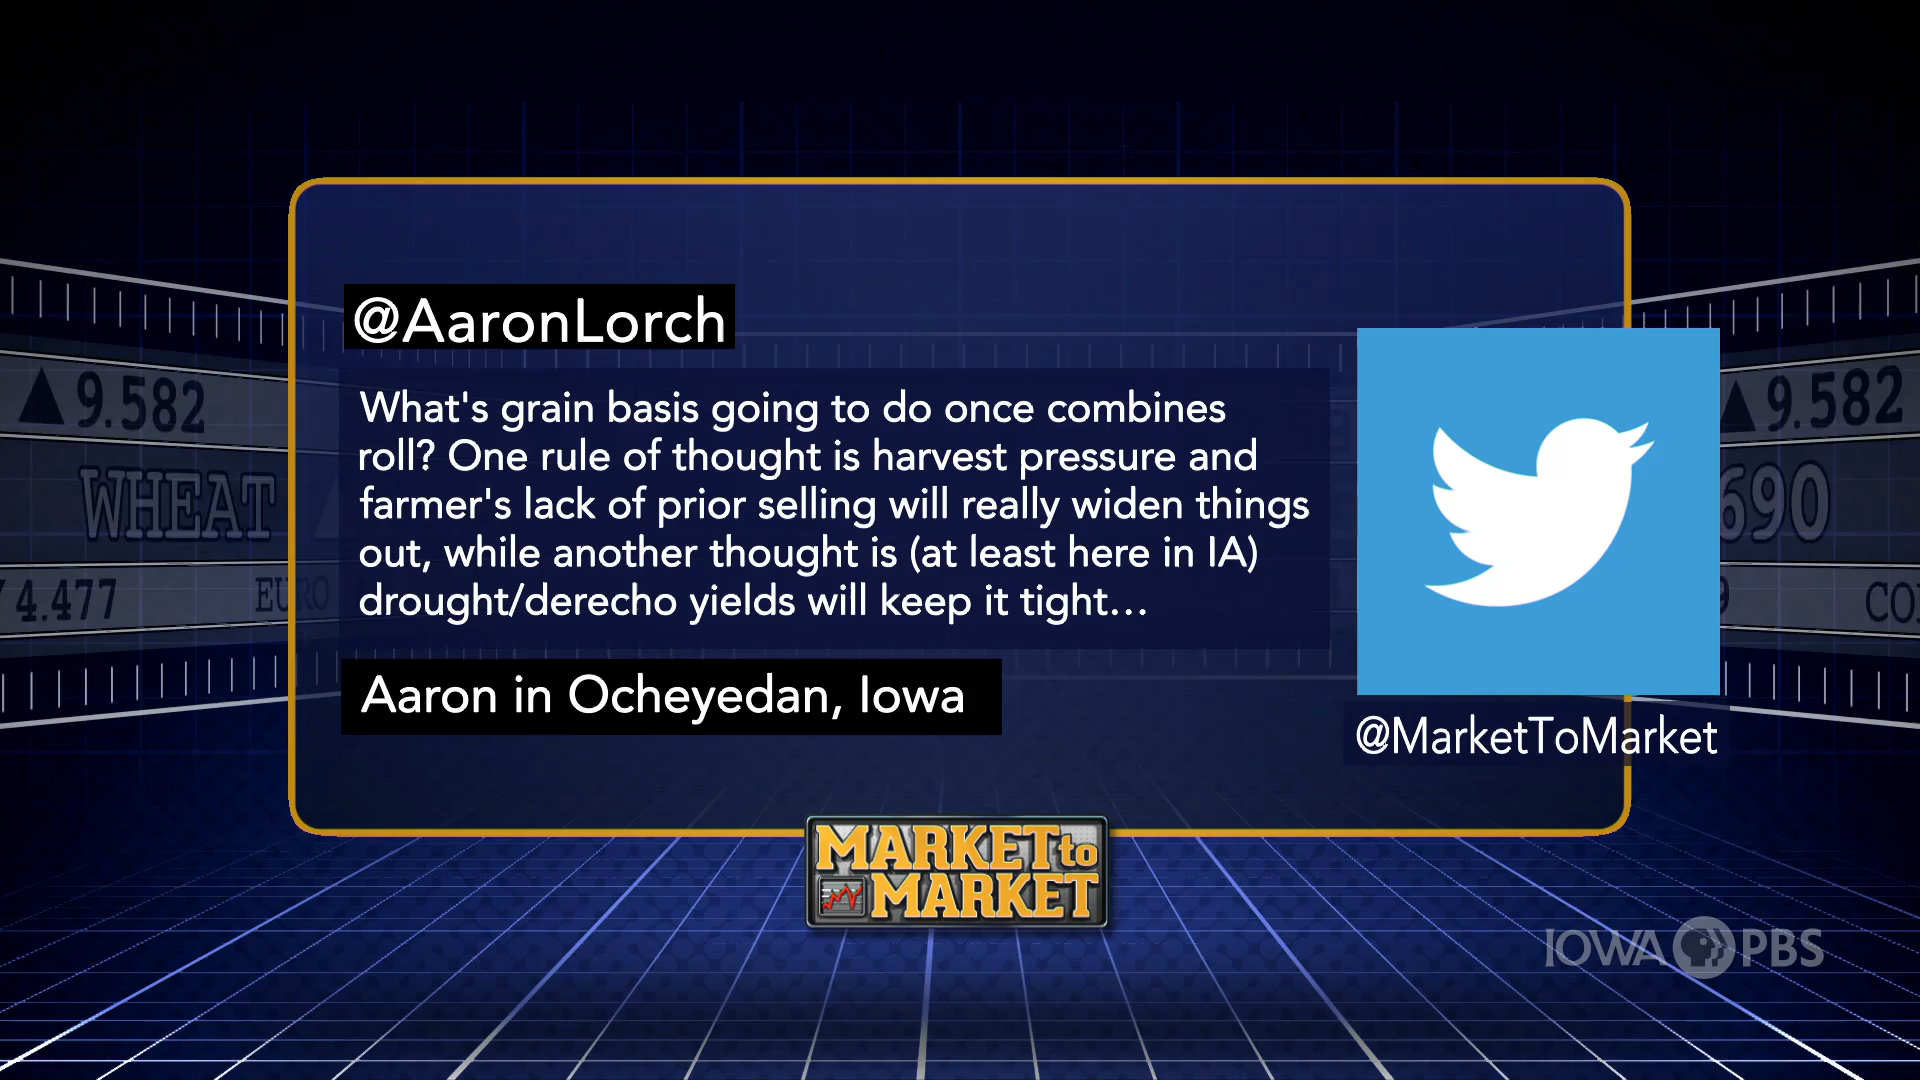 @AaronLorch
What's grain basis going to do once combines
roll? One rule of thought is harvest pressure and
farmer's lack of prior selling will really widen things
out, while another thought is (at least here in IA)
drought/derecho yields will keep it tight...
Aaron in Ocheyedan, Iowa
@MarketToMarket
▲9.582
WHEAT
4.477
EURO
▲9.582
690
MARKET to
MARKET
IOWA PBS